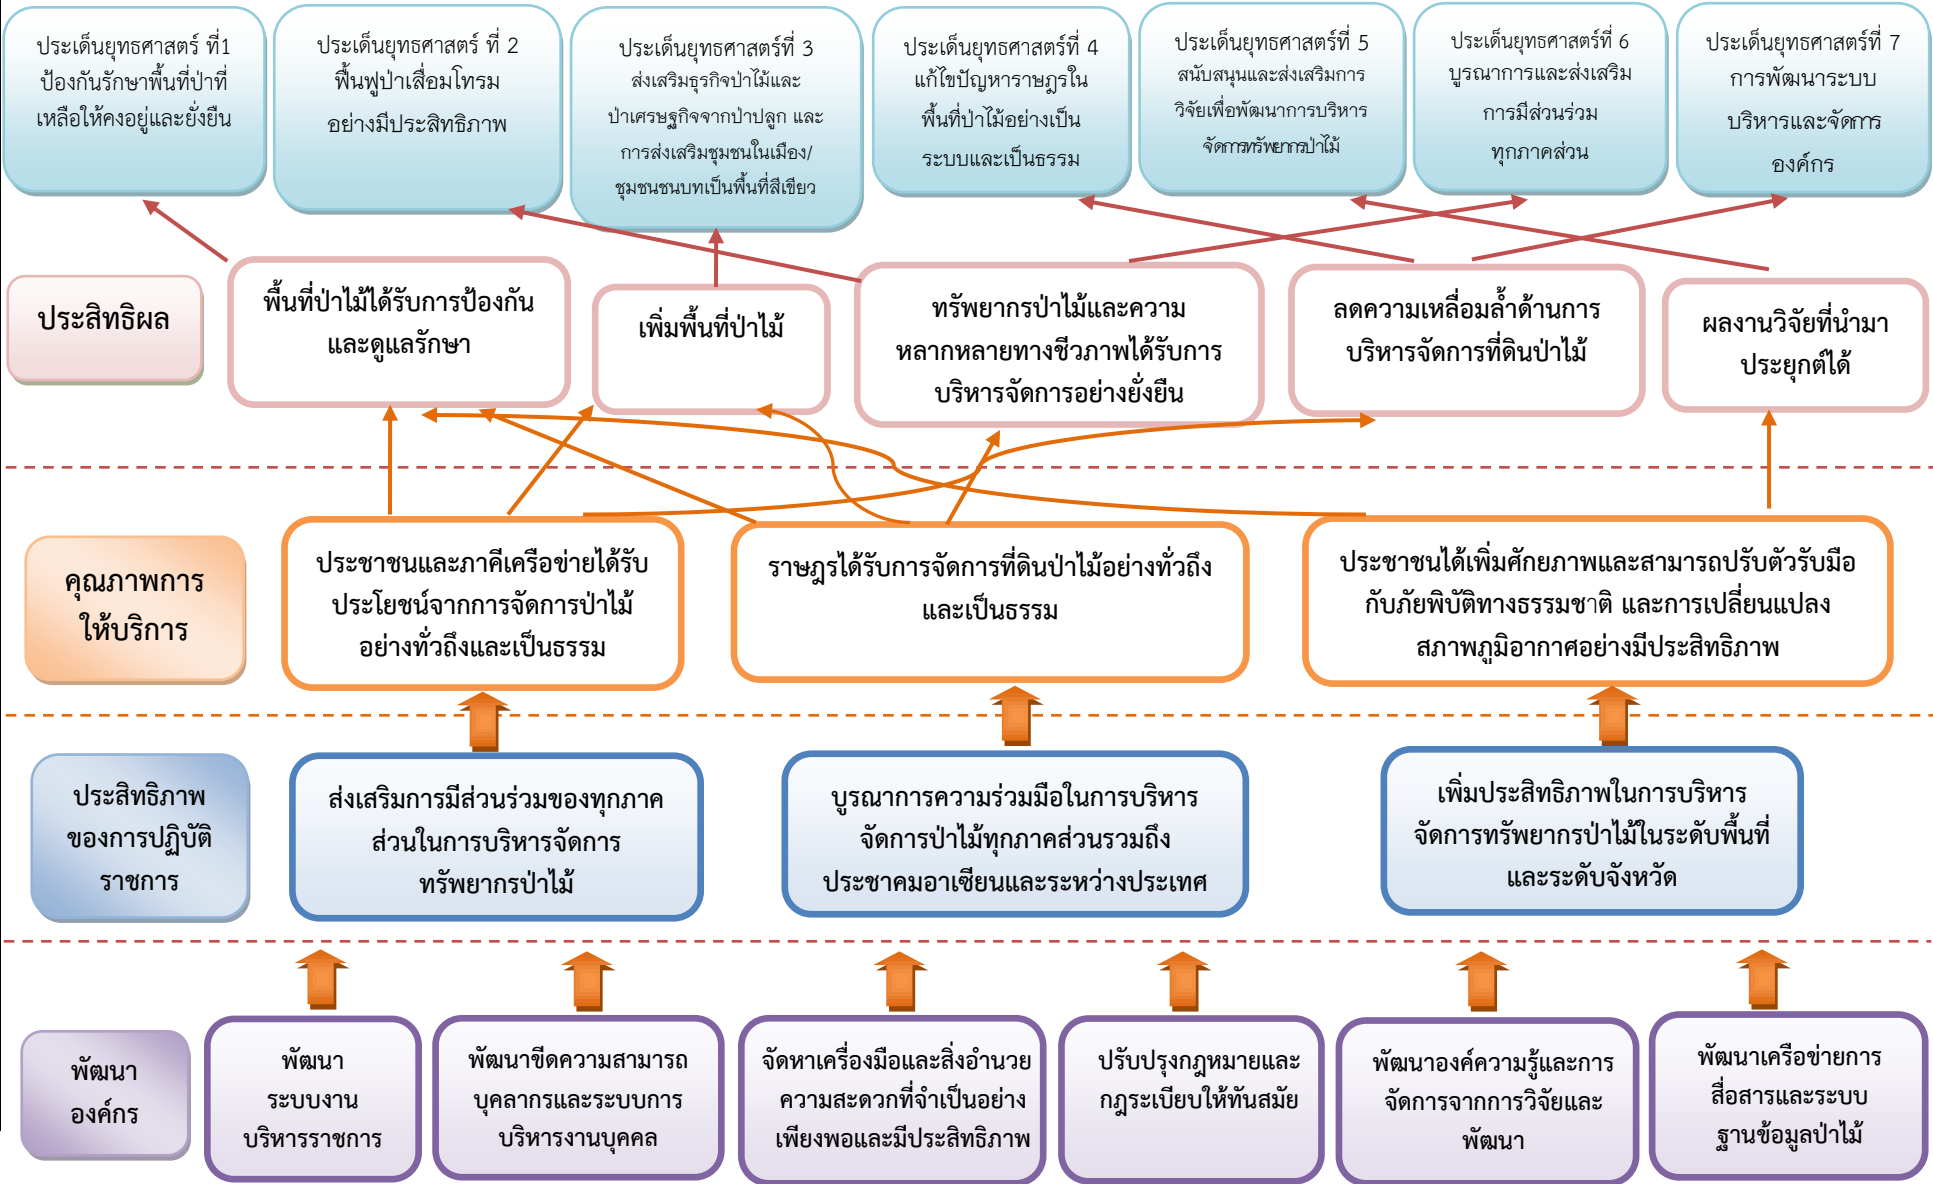 ประเด็นยุทธศาสตร์ ที่1
ป้องกันรักษาพื้นที่ป่าที่
เหลือให้คงอยู่และยั่งยืน
ประเด็นยุทธศาสตร์ ที่ 2
ฟื้นฟูป่าเสื่อมโทรม
อย่างมีประสิทธิภาพ
ประเด็นยุทธศาสตร์ที่ 3
ส่งเสริมธุรกิจป่าไม้และ
ป่าเศรษฐกิจจากป่าปลูก และ
การส่งเสริมชุมชนในเมือง/
ชุมชนชนบทเป็นพื้นที่สีเขียว
ประเด็นยุทธศาสตร์ที่ 4
แก้ไขปัญหาราษฎรใน
พื้นที่ป่าไม้อย่างเป็น
ระบบและเป็นธรรม
ประเด็นยุทธศาสตร์ที่ 5
สนับสนุนและส่งเสริมการ
วิจัยเพื่อพัฒนาการบริหาร
จัดการทรัพยากรป่าไม้
ประเด็นยุทธศาสตร์ที่ 6
บูรณาการและส่งเสริม
การมีส่วนร่วม
ทุกภาคส่วน
ประเด็นยุทธศาสตร์ที่ 7
การพัฒนาระบบ
บริหารและจัดการ
องค์กร
ประสิทธิผล
พื้นที่ป่าไม้ได้รับการป้องกัน
และดูแลรักษา
เพิ่มพื้นที่ป่าไม้
ทรัพยากรป่าไม้และความ
หลากหลายทางชีวภาพได้รับการ
บริหารจัดการอย่างยั่งยืน
ลดความเหลื่อมล้ำด้านการ
บริหารจัดการที่ดินป่าไม้
ผลงานวิจัยที่นำมา
ประยุกต์ได้
คุณภาพการ
ให้บริการ
ประชาชนและภาคีเครือข่ายได้รับ
ประโยชน์จากการจัดการป่าไม้
อย่างทั่วถึงและเป็นธรรม
ราษฎรได้รับการจัดการที่ดินป่าไม้อย่างทั่วถึง
และเป็นธรรม
ประชาชนได้เพิ่มศักยภาพและสามารถปรับตัวรับมือ
กับภัยพิบัติทางธรรมชาติ และการเปลี่ยนแปลง
สภาพภูมิอากาศอย่างมีประสิทธิภาพ
ประสิทธิภาพ
ของการปฏิบัติ
ราชการ
ส่งเสริมการมีส่วนร่วมของทุกภาค
ส่วนในการบริหารจัดการ
ทรัพยากรป่าไม้
บูรณาการความร่วมมือในการบริหาร
จัดการป่าไม้ทุกภาคส่วนรวมถึง
ประชาคมอาเซียนและระหว่างประเทศ
เพิ่มประสิทธิภาพในการบริหาร
จัดการทรัพยากรป่าไม้ในระดับพื้นที่
และระดับจังหวัด
พัฒนา
องค์กร
พัฒนา
ระบบงาน
บริหารราชการ
พัฒนาขีดความสามารถ
บุคลากรและระบบการ
บริหารงานบุคคล
จัดหาเครื่องมือและสิ่งอำนวย
ความสะดวกที่จำเป็นอย่าง
เพียงพอและมีประสิทธิภาพ
ปรับปรุงกฎหมายและ
กฎระเบียบให้ทันสมัย
พัฒนาองค์ความรู้และการ
จัดการจากการวิจัยและ
พัฒนา
พัฒนาเครือข่ายการ
สื่อสารและระบบ
ฐานข้อมูลป่าไม้